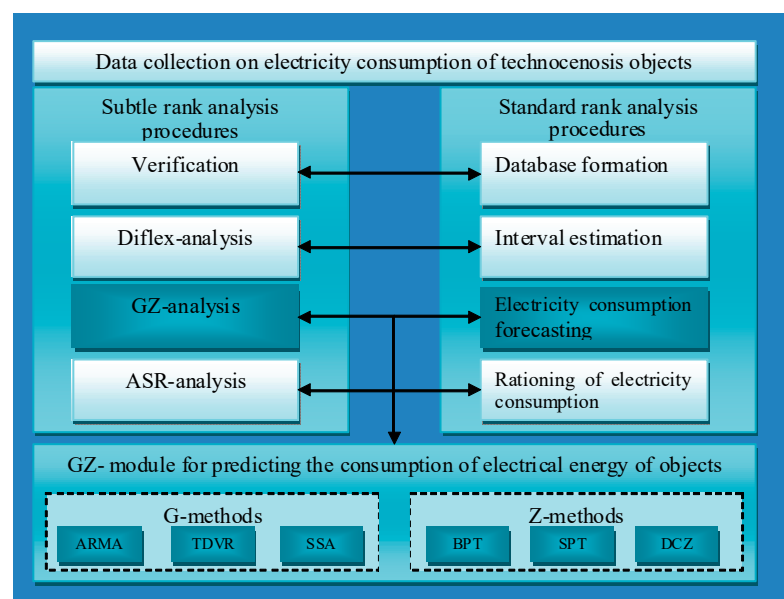 Data collection on electricity consumption of technocenosis objects
Subtle rank analysis
procedures
Verification
Diflex-analysis
GZ-analysis
ASR-analysis
Standard rank analysis
procedures
Database formation
Interval estimation
Electricity consumption
forecasting
Rationing of electricity
consumption
GZ- module for predicting the consumption of electrical energy of objects
G-methods
ARMA TDVR SSA
Z-methods
BPT SPT DCZ